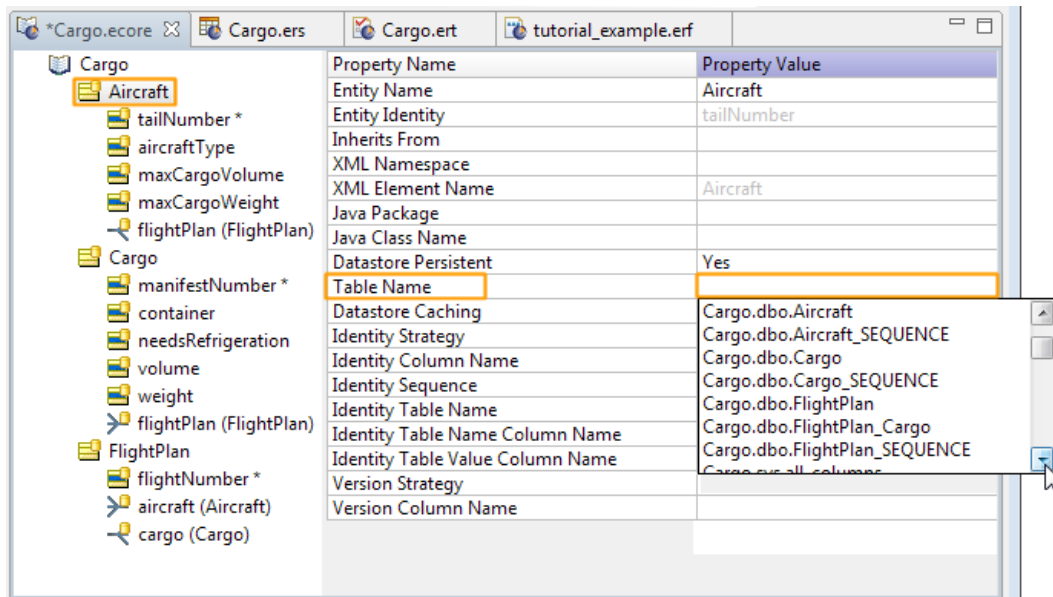 *Cargo.ecore Cargo.ers Cargo.ert tutorial_example.erf
Cargo
Aircraft
tailNumber *
aircraftType
maxCargoVolume
maxCargoWeight
flightPlan (FlightPlan)
Cargo
manifestNumber *
container
needsRefrigeration
volume
weight
flightPlan (FlightPlan)
FlightPlan
flightNumber *
aircraft (Aircraft)
cargo (Cargo)
Property Name Property Value
Entity Name Aircraft
Entity Identity tailNumber
Inherits From
XML Namespace
XML Element Name Aircraft
Java Package
Java Class Name
Datastore Persistent Yes
Table Name
Datastore Caching
Identity Strategy
Identity Column Name
Identity Sequence
Identity Table Name
Identity Table Name Column Name
Identity Table Value Column Name
Version Strategy
Version Column Name
Cargo.dbo.Aircraft
Cargo.dbo.Aircraft_SEQUENCE
Cargo.dbo.Cargo
Cargo.dbo.Cargo_SEQUENCE
Cargo.dbo.FlightPlan
Cargo.dbo.FlightPlan_Cargo
Cargo.dbo.FlightPlan_SEQUENCE
Cargo.sys.all_columns